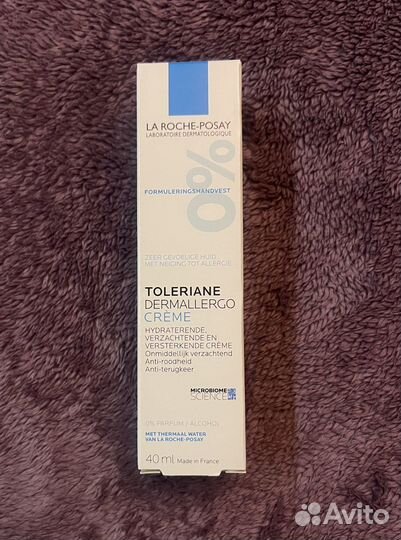 LA ROCHE-POSAY
LABORATOIRE DERMATOLOGIQUE
0%
FORMULERINGSHANDVEST
ZEER GEVOELIGE HUID
MET NEIGING TOT ALLERGIE
TOLERIANE
DERMALLERGO
CRÈME
HYDRATERENDE,
VERZACHTENDE EN
VERSTERKENDE CRÈME
Onmiddellijk verzachtend
Anti-roodheid
Anti-terugkeer
MICROBIOME
SCIENCE
0% PARFUM / ALCOHOL
MET THERMAAL WATER
VAN LA ROCHE-POSAY
40 ml Made in France
Avito